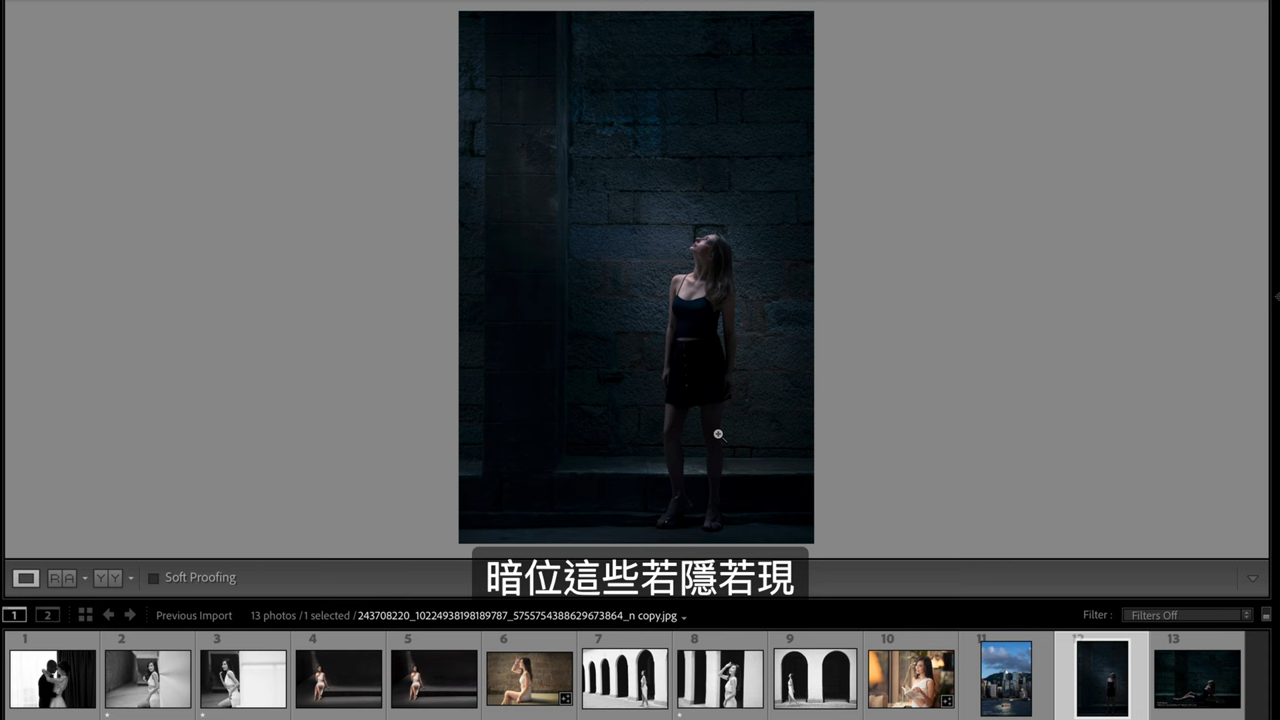 暗位這些若隱若現
Soft Proofing
1 2 Previous Import 13 photos /1 selected / 243708220_10224938198189787_5755754388629673864_n copy.jpg Filter : Filters Off
1 2 3 4 5 6 7 8 9 10 11 12 13